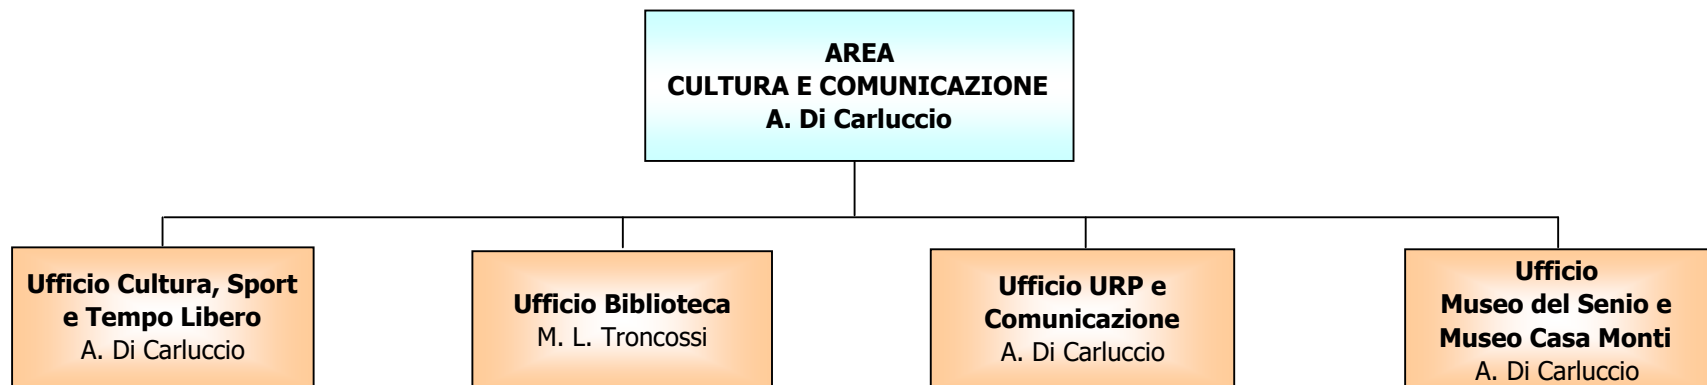 AREA
CULTURA E COMUNICAZIONE
A. Di Carluccio
Ufficio Cultura, Sport
e Tempo Libero
A. Di Carluccio
Ufficio Biblioteca
M. L. Troncossi
Ufficio URP e
Comunicazione
A. Di Carluccio
Ufficio
Museo del Senio e
Museo Casa Monti
A. Di Carluccio